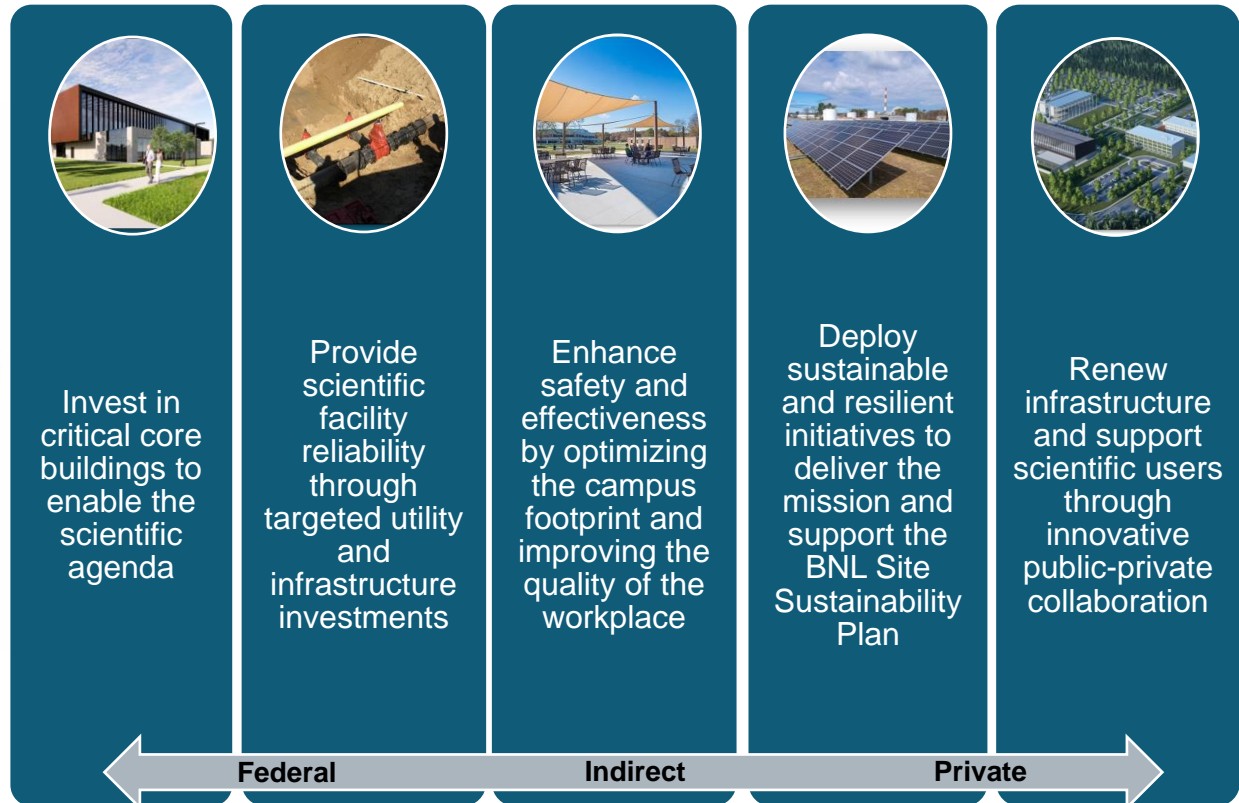 Invest in
critical core
buildings to
enable the
scientific
agenda
Provide
scientific
facility
reliability
through
targeted utility
and
infrastructure
investments
Enhance
safety and
effectiveness
by optimizing
the campus
footprint and
improving the
quality of the
workplace
Deploy
sustainable
and resilient
initiatives to
deliver the
mission and
support the
BNL Site
Sustainability
Plan
Renew
infrastructure
and support
scientific users
through
innovative
public-private
collaboration
Federal
Indirect
Private